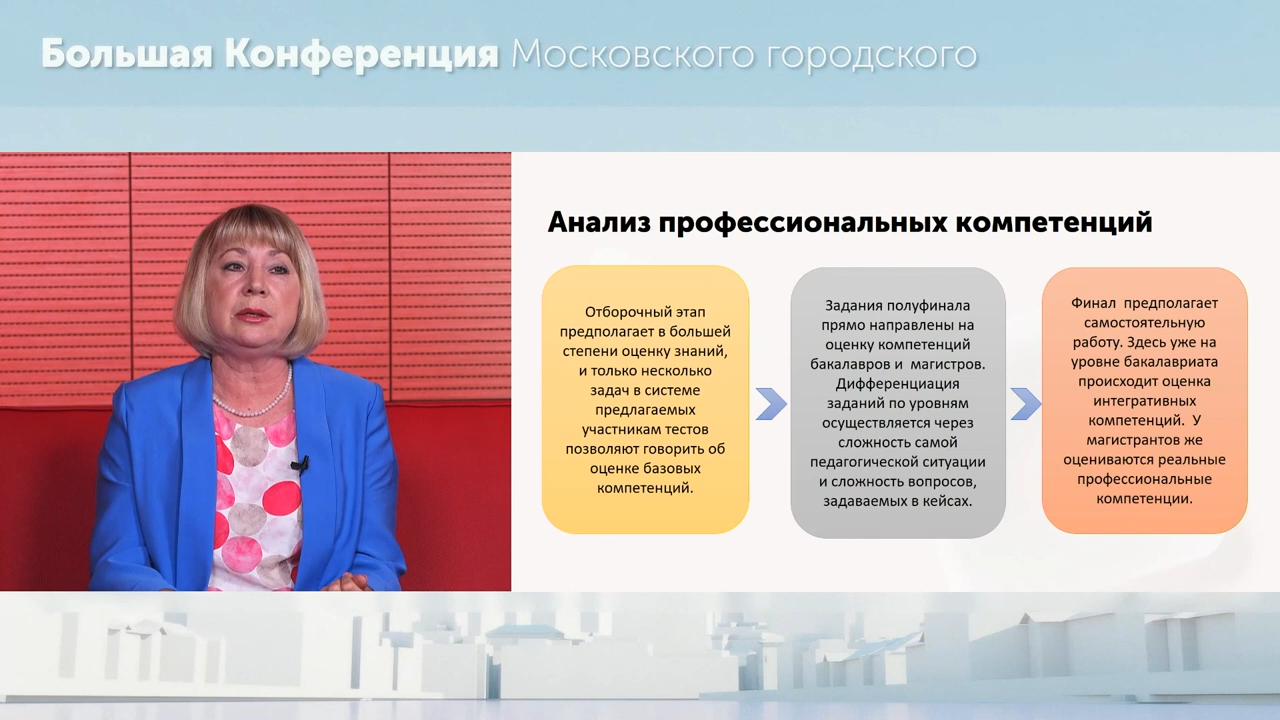 Большая Конференция Московского городского
Анализ профессиональных компетенций
Отборочный этап
предполагает в большей
степени оценку знаний,
и только несколько
задач в системе
предлагаемых
участникам тестов
позволяют говорить об
оценке базовых
компетенций.
Задания полуфинала
прямо направлены на
оценку компетенций
бакалавров и магистров.
Дифференциация
заданий по уровням
осуществляется через
сложность самой
педагогической ситуации
и сложность вопросов,
задаваемых в кейсах.
Финал предполагает
самостоятельную
работу. Здесь уже на
уровне бакалавриата
происходит оценка
интегративных
компетенций. У
магистрантов же
оцениваются реальные
профессиональные
компетенции.